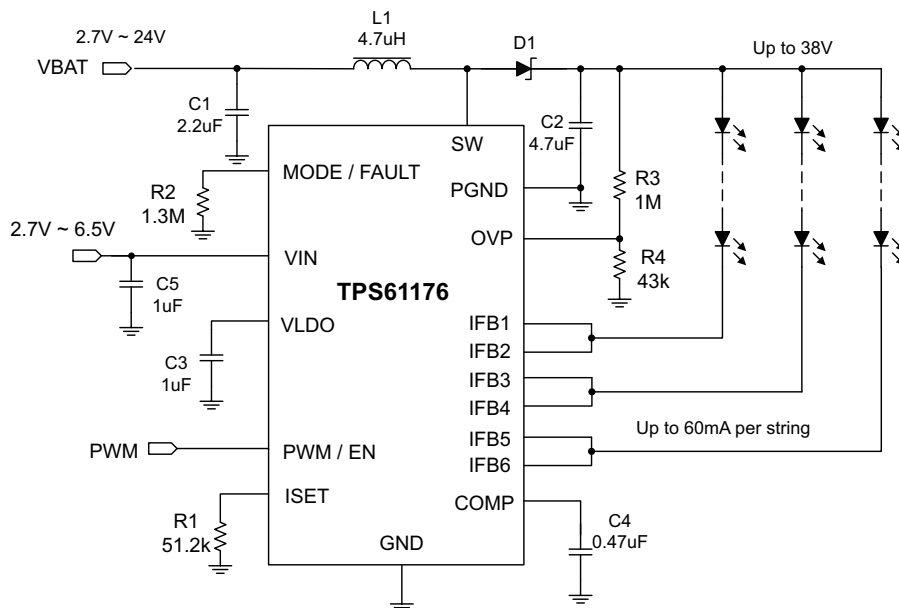 L1
4.7uH
2.7V ~ 24V
VBAT
D1
Up to 38V
C1
2.2uF
C2
4.7uF
SW
MODE / FAULT
PGND
R2
1.3M
R3
1M
2.7V ~ 6.5V
OVP
VIN
R4
43k
C5
1uF
TPS61176
VLDO
IFB1
IFB2
C3
1uF
IFB3
IFB4
Up to 60mA per string
IFB5
IFB6
PWM
PWM / EN
ISET
COMP
R1
51.2k
C4
0.47uF
GND